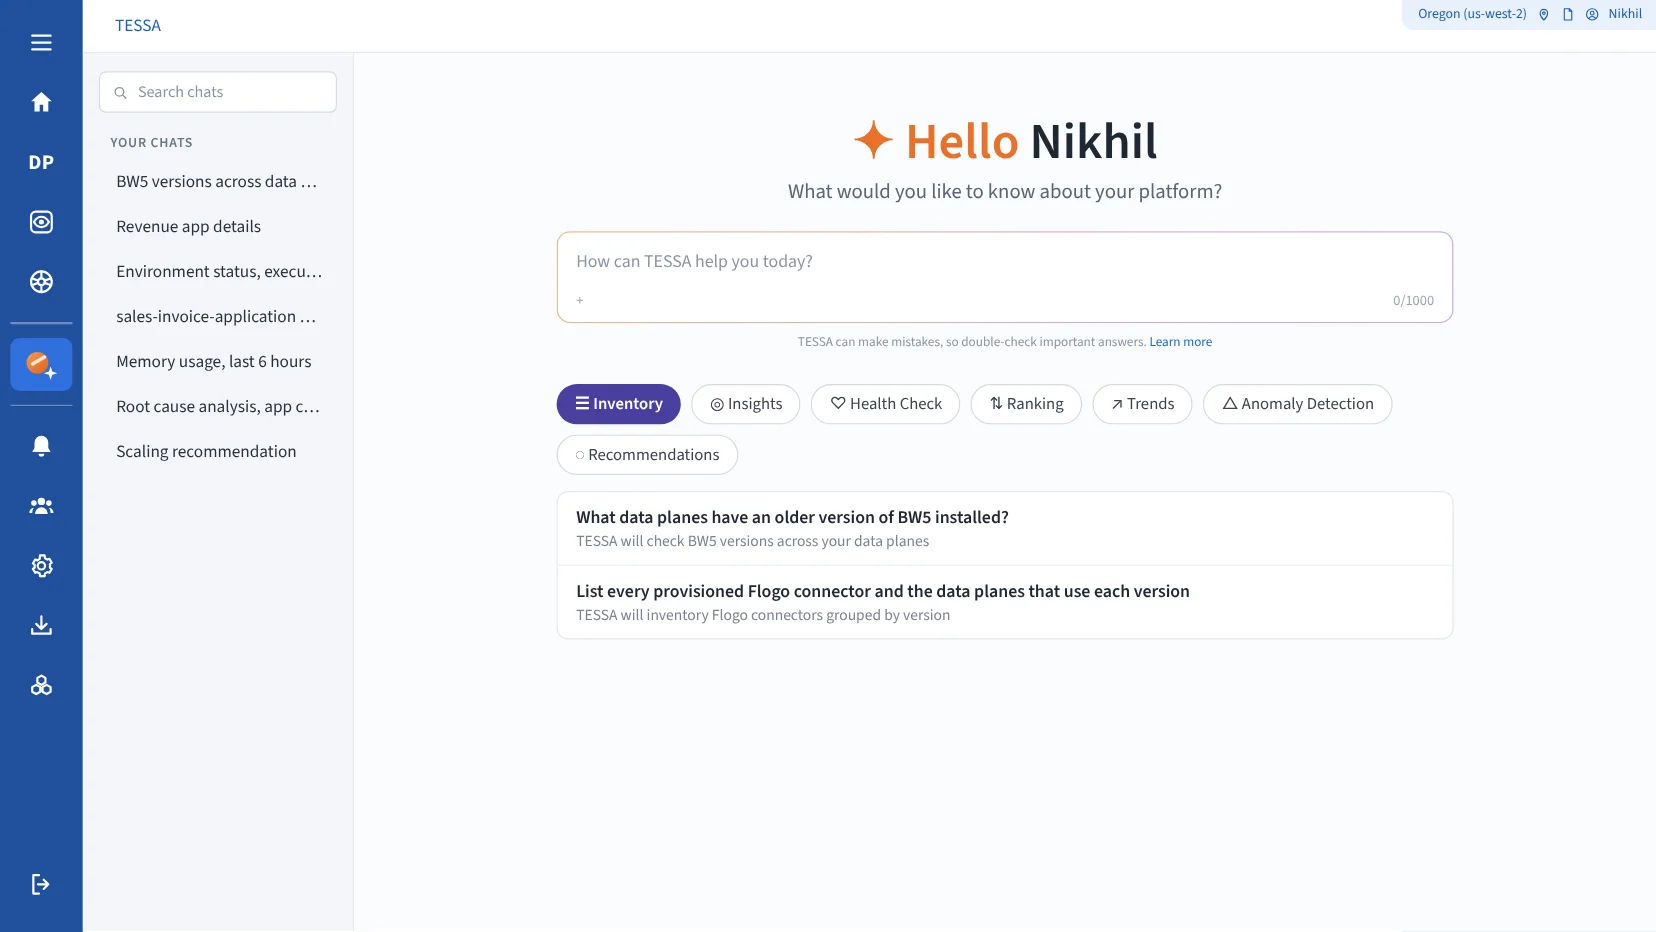 TESSA
Oregon (us-west-2) Nikhil
DP
Search chats
YOUR CHATS
BW5 versions across data ...
Revenue app details
Environment status, execu...
sales-invoice-application ...
Memory usage, last 6 hours
Root cause analysis, app c...
Scaling recommendation
Hello Nikhil
What would you like to know about your platform?
How can TESSA help you today?
+ 0/1000
TESSA can make mistakes, so double-check important answers. Learn more
Inventory Insights Health Check Ranking Trends Anomaly Detection
Recommendations
What data planes have an older version of BW5 installed?
TESSA will check BW5 versions across your data planes
List every provisioned Flogo connector and the data planes that use each version
TESSA will inventory Flogo connectors grouped by version